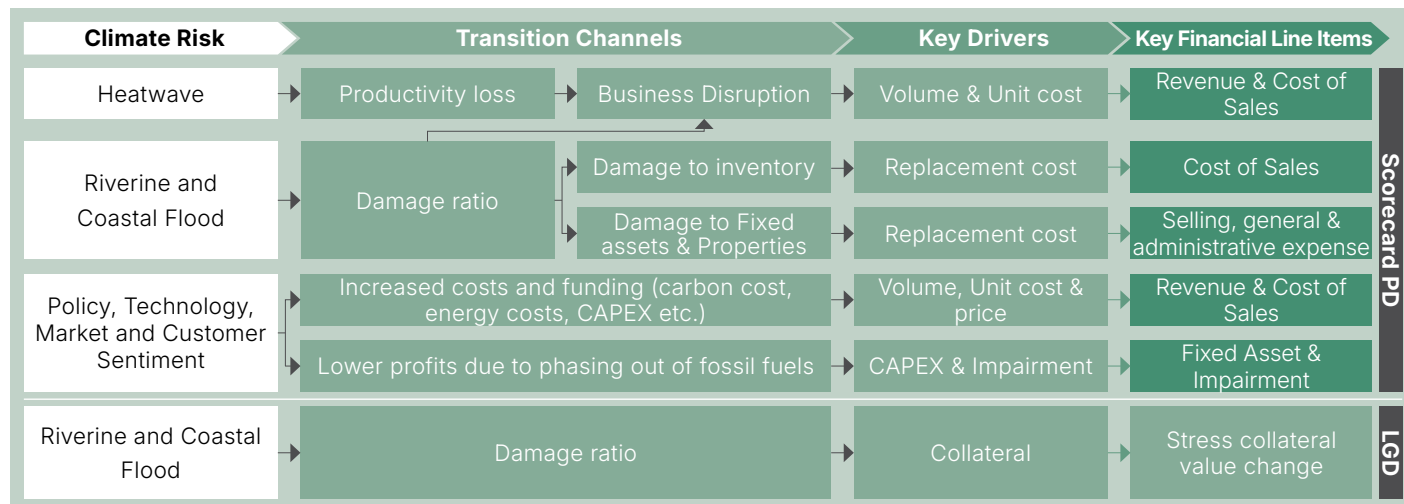 Climate Risk
Transition Channels
Key Drivers
Key Financial Line Items
Heatwave
Productivity loss
Business Disruption
Volume & Unit cost
Revenue & Cost of
Sales
Riverine and
Coastal Flood
Damage ratio
Damage to inventory
Replacement cost
Cost of Sales
Damage to Fixed
assets & Properties
Replacement cost
Selling, general &
administrative expense
Policy, Technology,
Market and Customer
Sentiment
Increased costs and funding (carbon cost,
energy costs, CAPEX etc.)
Volume, Unit cost &
price
Revenue & Cost of
Sales
Lower profits due to phasing out of fossil fuels
CAPEX & Impairment
Fixed Asset &
Impairment
Scorecard PD
Riverine and Coastal
Flood
Damage ratio
Collateral
Stress collateral
value change
LGD